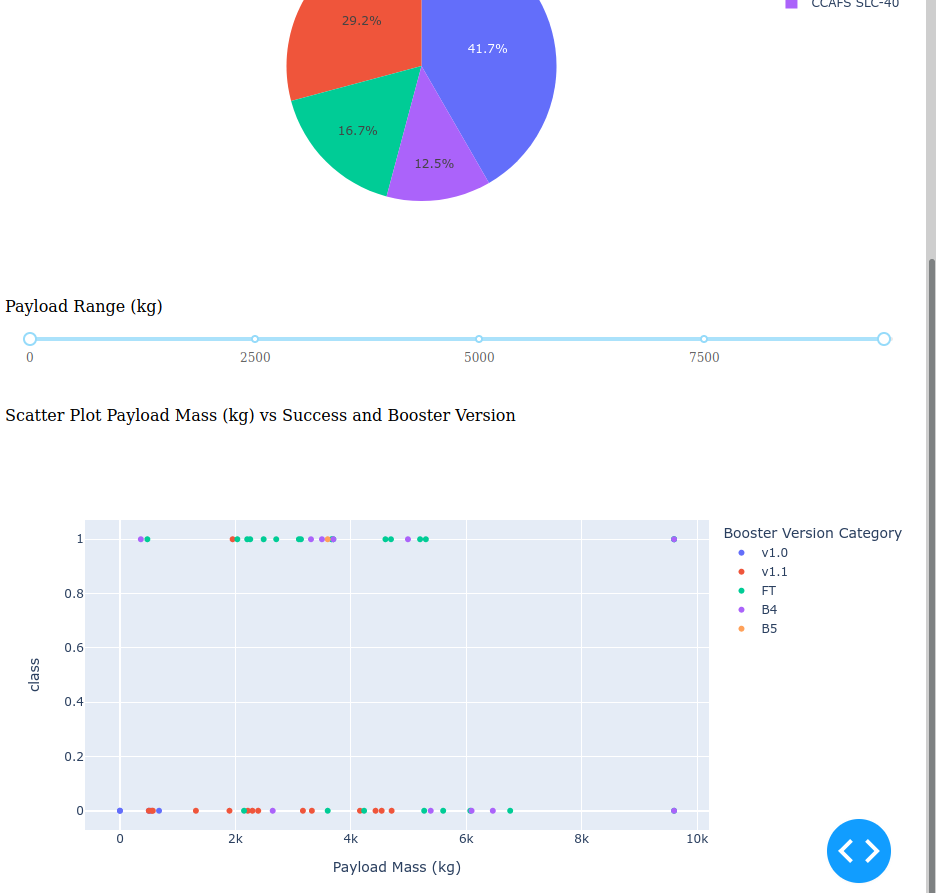 CCAFS SLC-40
29.2%
41.7%
16.7%
12.5%
Payload Range (kg)
0 2500 5000 7500
Scatter Plot Payload Mass (kg) vs Success and Booster Version
Booster Version Category
v1.0
v1.1
FT
B4
B5
1
0.8
0.6
0.4
0.2
0
class
0 2k 4k 6k 8k 10k
Payload Mass (kg)